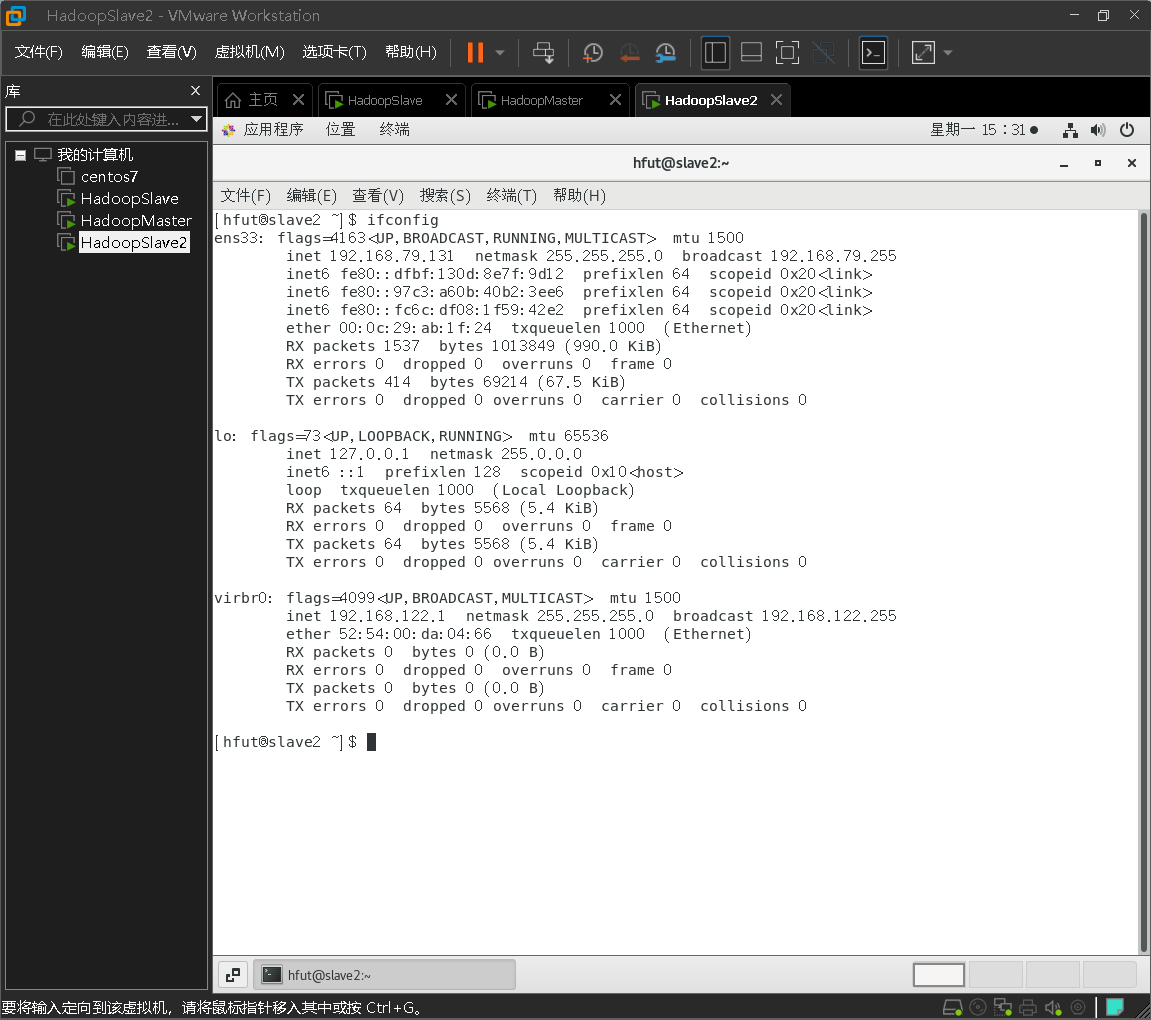 HadoopSlave2 - VMware Workstation
文件(F) 编辑(E) 查看(V) 虚拟机(M) 选项卡(T) 帮助(H)
库
在此处键入内容进...
我的计算机
centos7
HadoopSlave
HadoopMaster
HadoopSlave2
主页 HadoopSlave HadoopMaster HadoopSlave2
应用程序 位置 终端 星期一 15：31
hfut@slave2:~
文件(F) 编辑(E) 查看(V) 搜索(S) 终端(T) 帮助(H)
[hfut@slave2 ~]$ ifconfig
ens33: flags=4163<UP,BROADCAST,RUNNING,MULTICAST>  mtu 1500
        inet 192.168.79.131  netmask 255.255.255.0  broadcast 192.168.79.255
        inet6 fe80::dfbf:130d:8e7f:9d12  prefixlen 64  scopeid 0x20<link>
        inet6 fe80::97c3:a60b:40b2:3ee6  prefixlen 64  scopeid 0x20<link>
        inet6 fe80::fc6c:df08:1f59:42e2  prefixlen 64  scopeid 0x20<link>
        ether 00:0c:29:ab:1f:24  txqueuelen 1000  (Ethernet)
        RX packets 1537  bytes 1013849 (990.0 KiB)
        RX errors 0  dropped 0  overruns 0  frame 0
        TX packets 414  bytes 69214 (67.5 KiB)
        TX errors 0  dropped 0 overruns 0  carrier 0  collisions 0
lo: flags=73<UP,LOOPBACK,RUNNING>  mtu 65536
        inet 127.0.0.1  netmask 255.0.0.0
        inet6 ::1  prefixlen 128  scopeid 0x10<host>
        loop  txqueuelen 1000  (Local Loopback)
        RX packets 64  bytes 5568 (5.4 KiB)
        RX errors 0  dropped 0  overruns 0  frame 0
        TX packets 64  bytes 5568 (5.4 KiB)
        TX errors 0  dropped 0 overruns 0  carrier 0  collisions 0
virbr0: flags=4099<UP,BROADCAST,MULTICAST>  mtu 1500
        inet 192.168.122.1  netmask 255.255.255.0  broadcast 192.168.122.255
        ether 52:54:00:da:04:66  txqueuelen 1000  (Ethernet)
        RX packets 0  bytes 0 (0.0 B)
        RX errors 0  dropped 0  overruns 0  frame 0
        TX packets 0  bytes 0 (0.0 B)
        TX errors 0  dropped 0 overruns 0  carrier 0  collisions 0
[hfut@slave2 ~]$
hfut@slave2:~
要将输入定向到该虚拟机，请将鼠标指针移入其中或按 Ctrl+G。